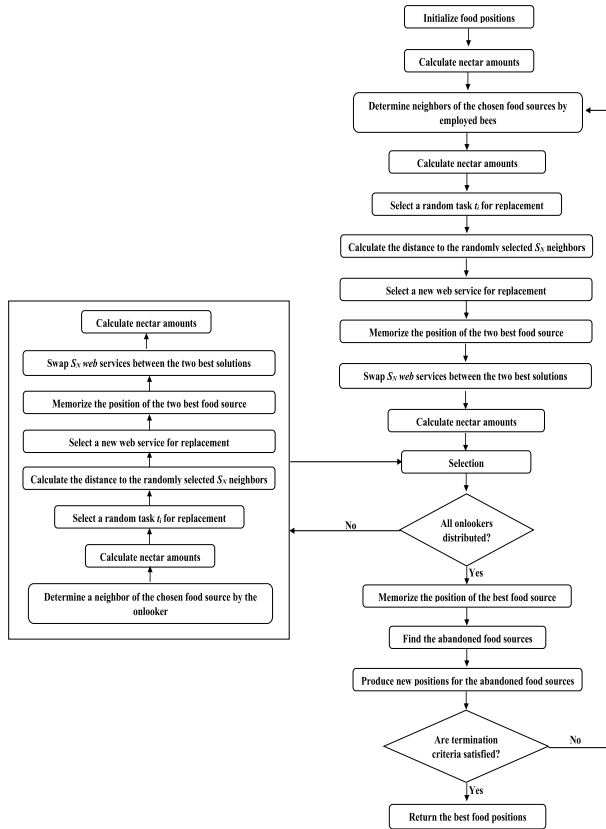 Initialize food positions
Calculate nectar amounts
Determine neighbors of the chosen food sources by
employed bees
Calculate nectar amounts
Select a random task ti for replacement
Calculate the distance to the randomly selected SN neighbors
Select a new web service for replacement
Memorize the position of the two best food source
Swap SN web services between the two best solutions
Calculate nectar amounts
Selection
All onlookers
distributed?
No
Yes
Calculate nectar amounts
Swap SN web services between the two best solutions
Memorize the position of the two best food source
Select a new web service for replacement
Calculate the distance to the randomly selected SN neighbors
Select a random task ti for replacement
Calculate nectar amounts
Determine a neighbor of the chosen food source by the
onlooker
Memorize the position of the best food source
Find the abandoned food sources
Produce new positions for the abandoned food sources
Are termination
criteria satisfied?
No
Yes
Return the best food positions